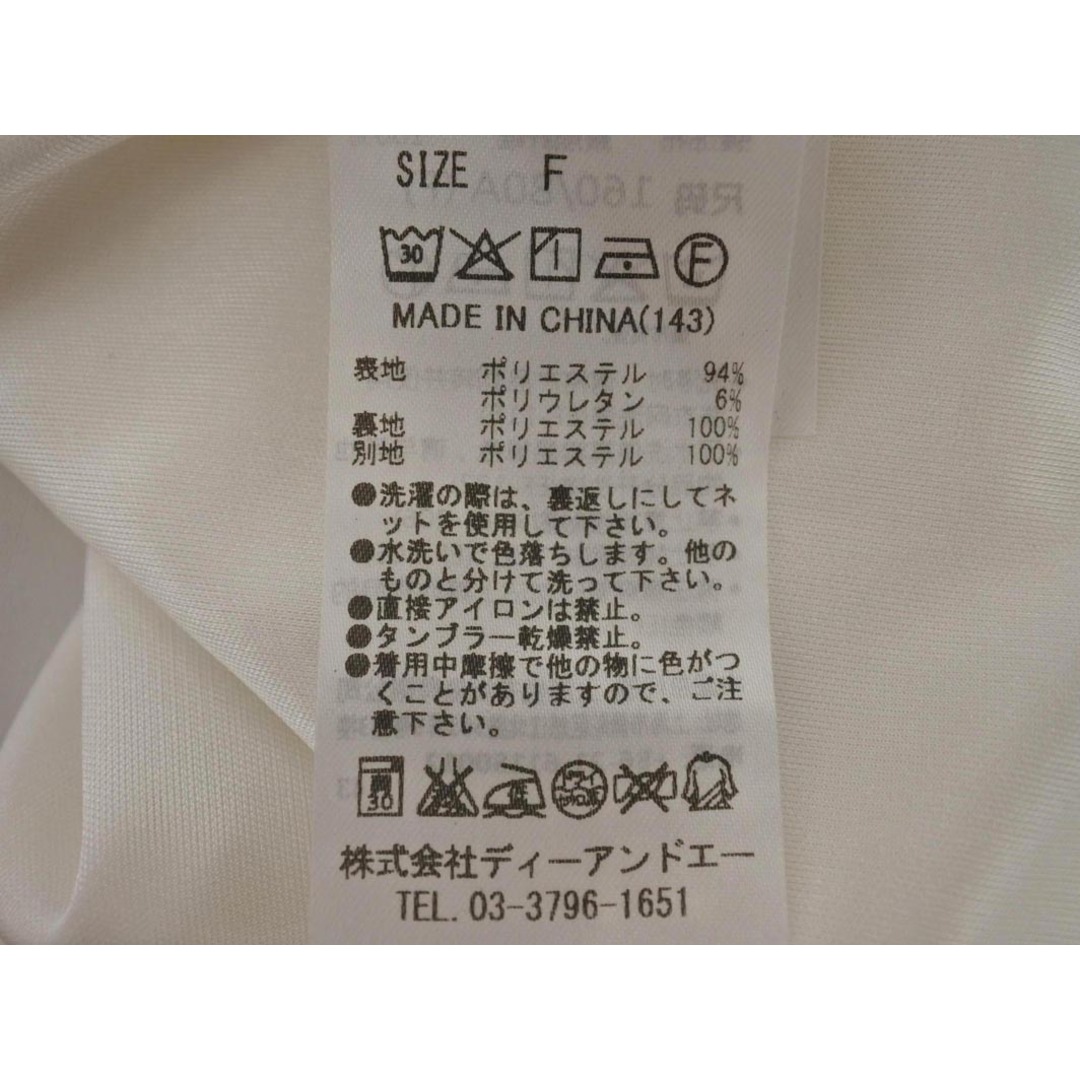 SIZE F
30 F
MADE IN CHINA(143)
表地 ポリエステル 94%
ポリウレタン 6%
裏地 ポリエステル 100%
別地 ポリエステル 100%
●洗濯の際は、裏返しにしてネ
ットを使用して下さい。
●水洗いで色落ちします。他の
ものと分けて洗って下さい。
●直接アイロンは禁止。
●タンブラー乾燥禁止。
●着用中摩擦で他の物に色がつ
くことがありますので、ご注
意下さい。
30 低 ドライ
株式会社ディーアンドエー
TEL. 03-3796-1651